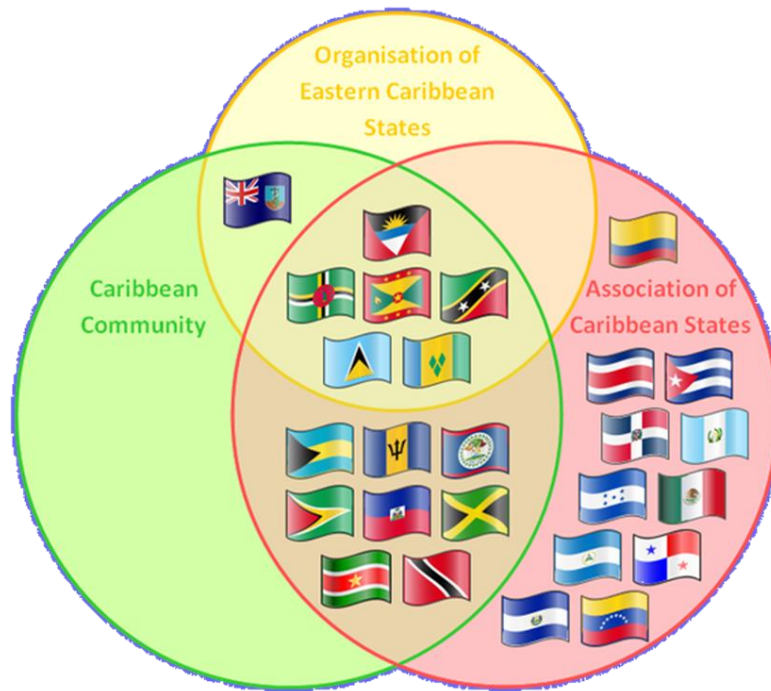 Organisation of
Eastern Caribbean
States
Caribbean
Community
Association of
Caribbean States